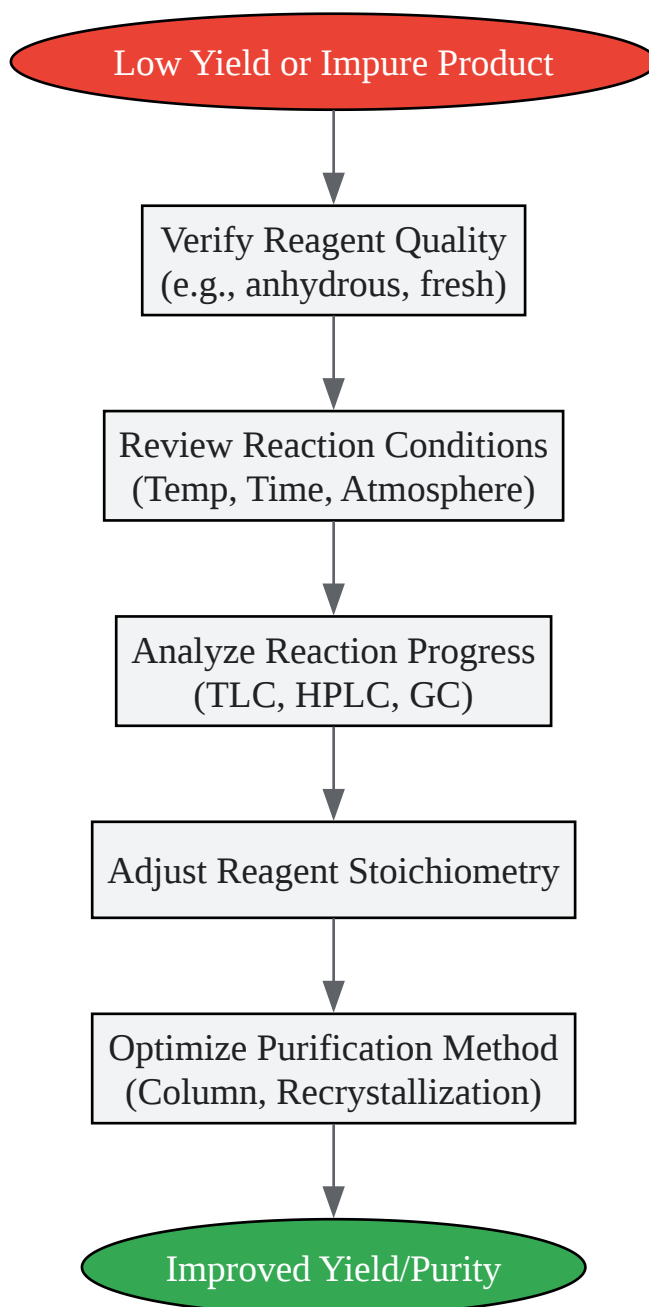 Low Yield or Impure Product
Verify Reagent Quality
(e.g., anhydrous, fresh)
Review Reaction Conditions
(Temp, Time, Atmosphere)
Analyze Reaction Progress
(TLC, HPLC, GC)
Adjust Reagent Stoichiometry
Optimize Purification Method
(Column, Recrystallization)
Improved Yield/Purity